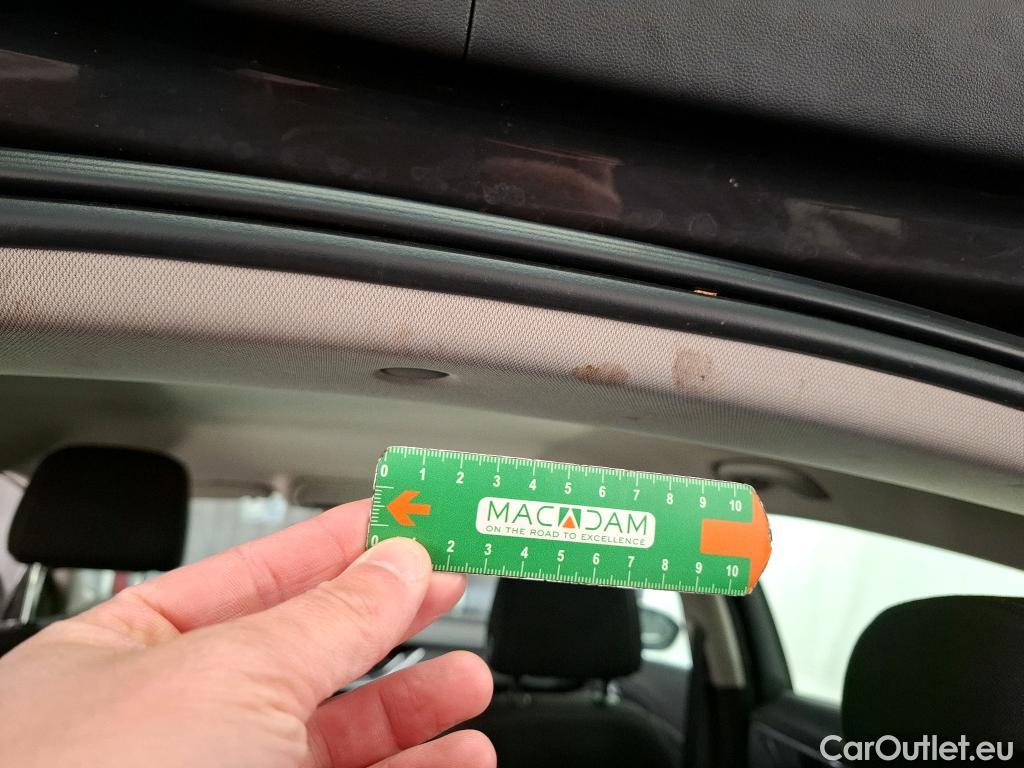 0 1 2 3 4 5 6 7 8 9 10
MACADAM
ON THE ROAD TO EXCELLENCE
0 1 2 3 4 5 6 7 8 9 10
CarOutlet.eu